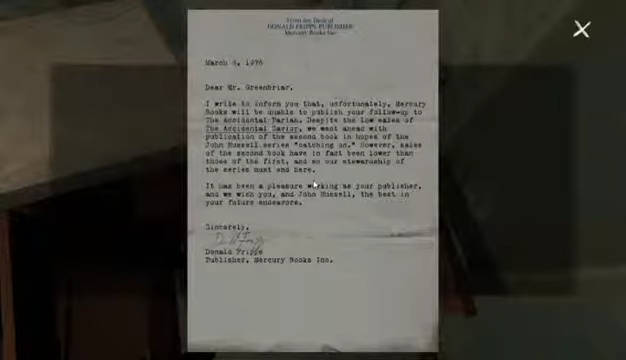 From the Desk of
DONALD FRIPPS PUBLISHER
Mercury Books Inc.
March 4, 1976
Dear Mr. Greenbriar,
I write to inform you that, unfortunately, Mercury
Books will be unable to publish your follow-up to
The Accidental Pariah. Despite the low sales of
The Accidental Savior, we went ahead with
publication of the second book in hopes of the
John Russell series "catching on." However, sales
of the second book have in fact been lower than
those of the first, and so our stewardship of
the series must end here.
It has been a pleasure working as your publisher,
and we wish you, and John Russell, the best in
your future endeavors.
Sincerely,
Donald Fripps
Publisher, Mercury Books Inc.